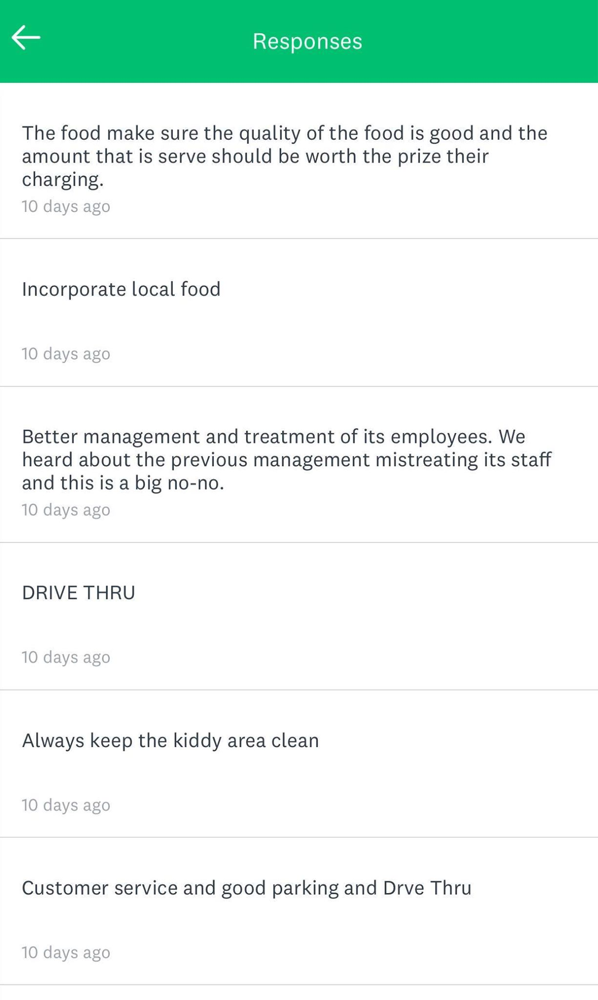 Responses
The food make sure the quality of the food is good and the
amount that is serve should be worth the prize their
charging.
10 days ago
Incorporate local food
10 days ago
Better management and treatment of its employees. We
heard about the previous management mistreating its staff
and this is a big no-no.
10 days ago
DRIVE THRU
10 days ago
Always keep the kiddy area clean
10 days ago
Customer service and good parking and Drve Thru
10 days ago